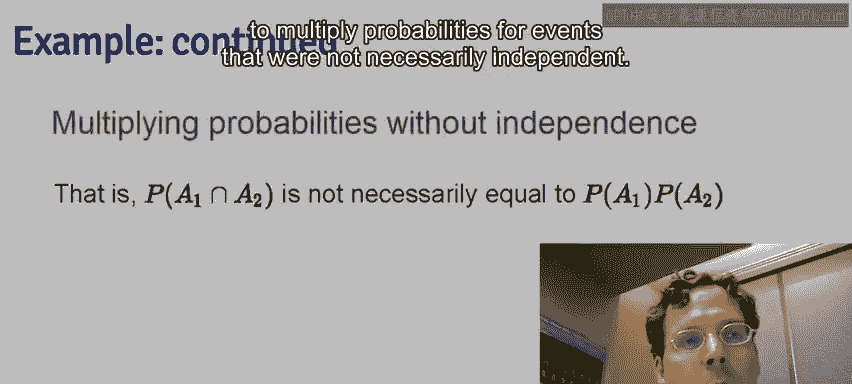 Example: continued
to multiply probabilities for events
that were not necessarily independent.
Multiplying probabilities without independence
That is, P(A₁ ∩ A₂) is not necessarily equal to P(A₁)P(A₂)